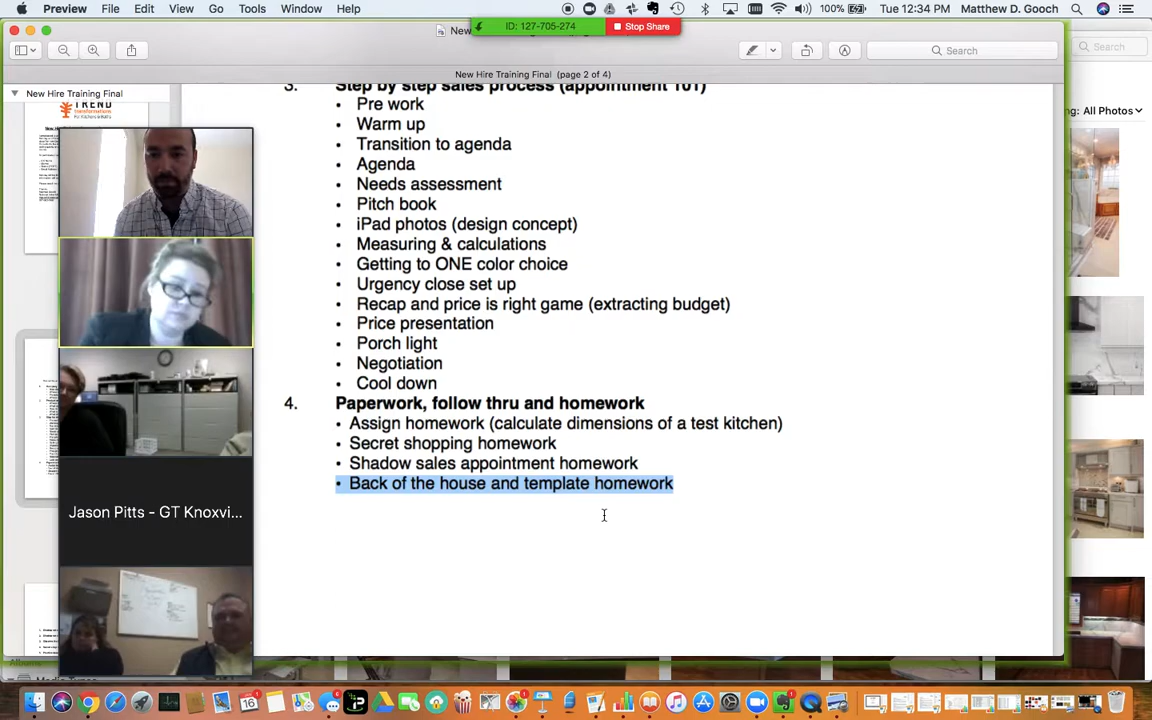 Preview File Edit View Go Tools Window Help
100% Tue 12:34 PM Matthew D. Gooch
ID: 127-705-274 Stop Share
New
Search
Search
New Hire Training Final (page 2 of 4)
New Hire Training Final
All Photos
TREND
transformations
3. Step by step sales process (appointment 101)
• Pre work
• Warm up
• Transition to agenda
• Agenda
• Needs assessment
• Pitch book
• iPad photos (design concept)
• Measuring & calculations
• Getting to ONE color choice
• Urgency close set up
• Recap and price is right game (extracting budget)
• Price presentation
• Porch light
• Negotiation
• Cool down
4. Paperwork, follow thru and homework
• Assign homework (calculate dimensions of a test kitchen)
• Secret shopping homework
• Shadow sales appointment homework
• Back of the house and template homework
Jason Pitts - GT Knoxvi...